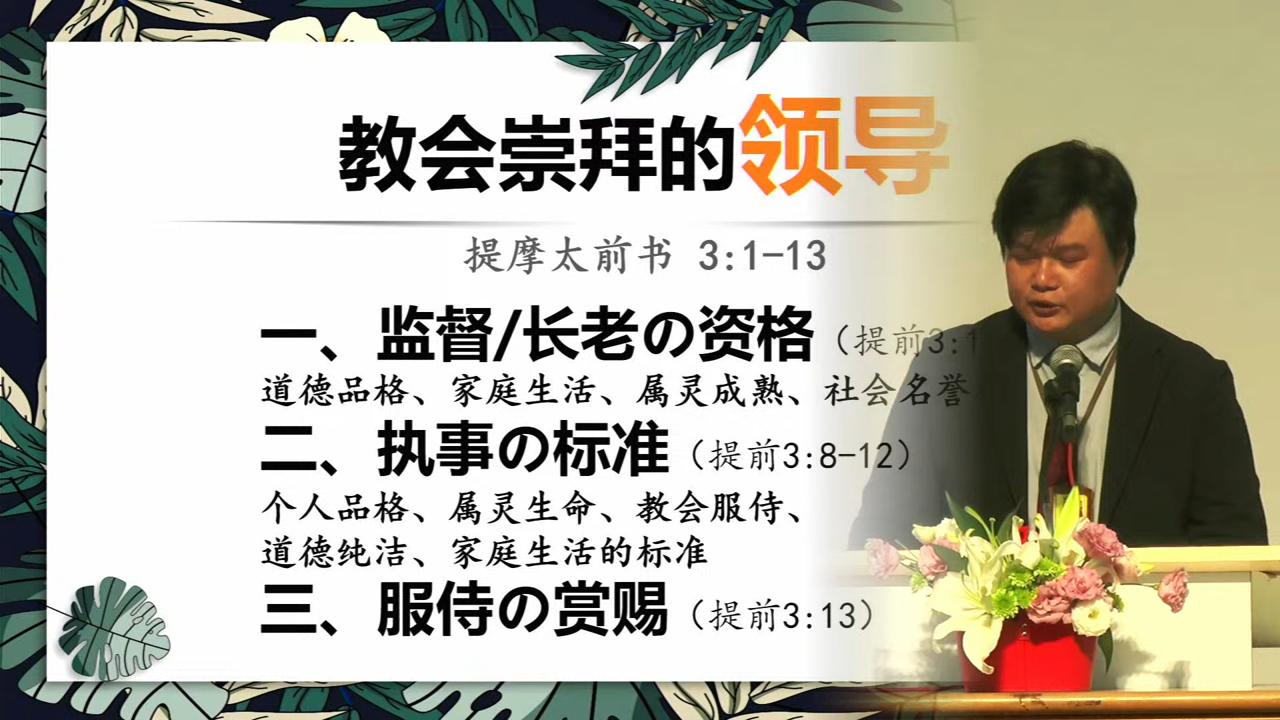 教会崇拜的领导
提摩太前书 3:1-13
一、监督/长老の资格（提前3:1
道德品格、家庭生活、属灵成熟、社会名誉
二、执事の标准（提前3:8-12）
个人品格、属灵生命、教会服侍、
道德纯洁、家庭生活的标准
三、服侍の赏赐（提前3:13）